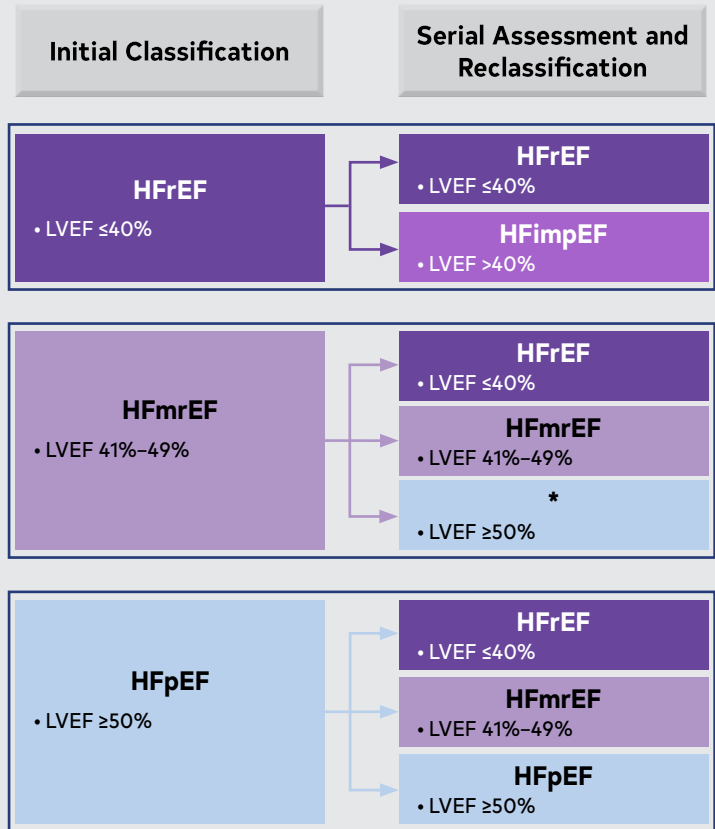 Initial Classification
Serial Assessment and
Reclassification
HFrEF
• LVEF ≤40%
HFrEF
• LVEF ≤40%
HFimpEF
• LVEF >40%
HFmrEF
• LVEF 41%–49%
HFrEF
• LVEF ≤40%
HFmrEF
• LVEF 41%–49%
*
• LVEF ≥50%
HFpEF
• LVEF ≥50%
HFrEF
• LVEF ≤40%
HFmrEF
• LVEF 41%–49%
HFpEF
• LVEF ≥50%